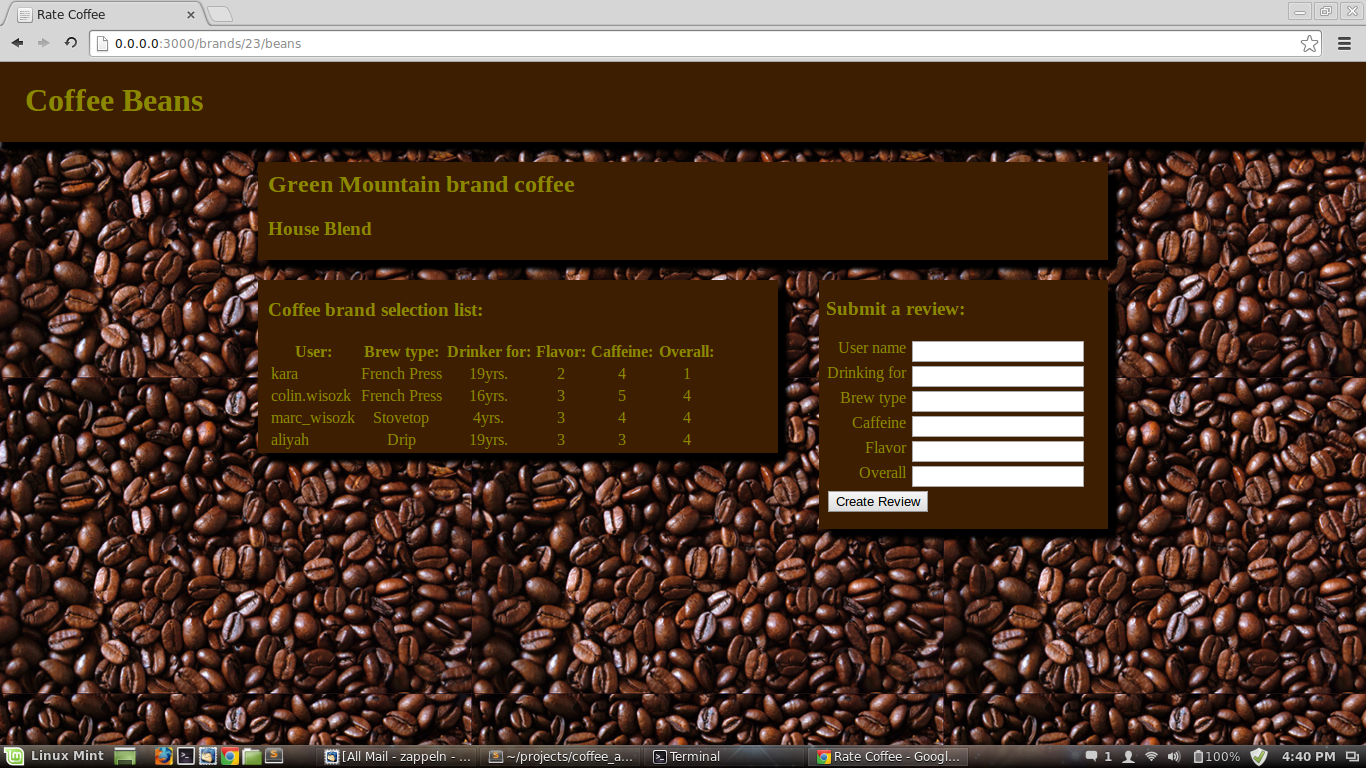 Rate Coffee
0.0.0.0:3000/brands/23/beans
Coffee Beans
Green Mountain brand coffee
House Blend
Coffee brand selection list:
User: Brew type: Drinker for: Flavor: Caffeine: Overall:
kara French Press 19yrs. 2 4 1
colin.wisozk French Press 16yrs. 3 5 4
marc_wisozk Stovetop 4yrs. 3 4 4
aliyah Drip 19yrs. 3 3 4
Submit a review:
User name
Drinking for
Brew type
Caffeine
Flavor
Overall
Create Review
Linux Mint [All Mail - zappeln - ... ~/projects/coffee_a... Terminal Rate Coffee - Googl... 1 100% 4:40 PM